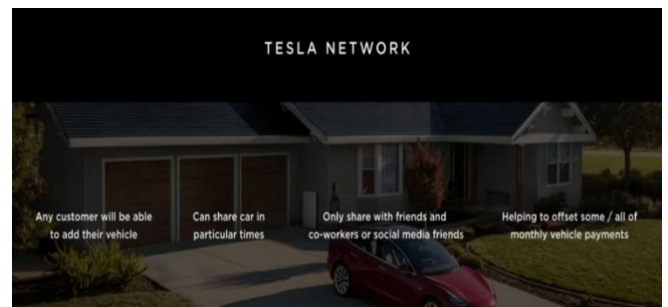 TESLA NETWORK
Any customer will be able
to add their vehicle
Can share car in
particular times
Only share with friends and
co-workers or social media friends
Helping to offset some / all of
monthly vehicle payments